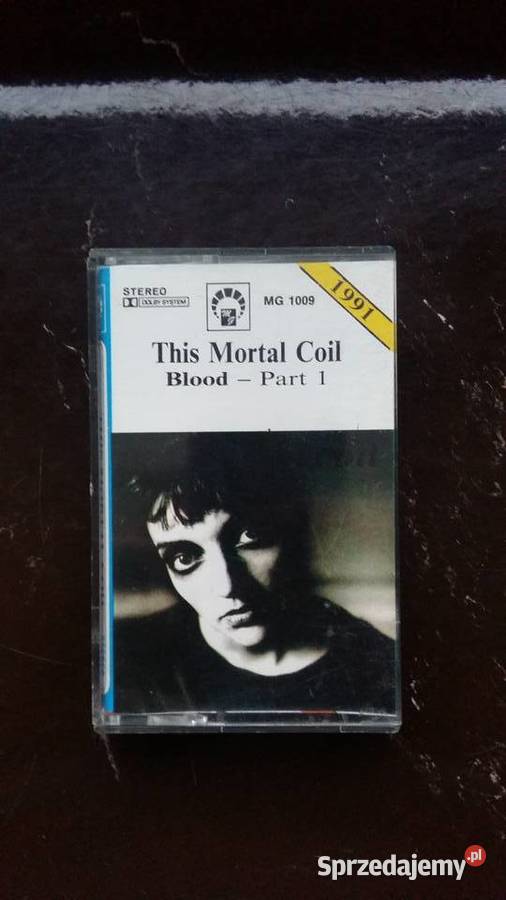 STEREO
DOLBY SYSTEM
MG 1009
1991
This Mortal Coil
Blood – Part 1
Sprzedajemy.pl